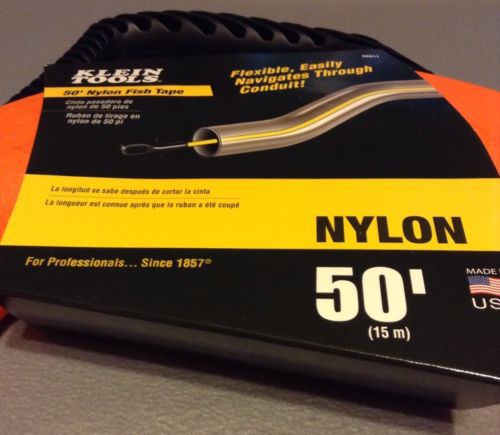 KLEIN
TOOLS
50' Nylon Fish Tape
Cinta pasadora de
nylon de 50 pies
Ruban de tirage en
nylon de 50 pi
Flexible, Easily
Navigates Through
Conduit!
La longitud se sabe después de cortar la cinta
La longueur est connue après que le ruban a été coupé
NYLON
For Professionals... Since 1857®
50'
(15 m)
MADE
US